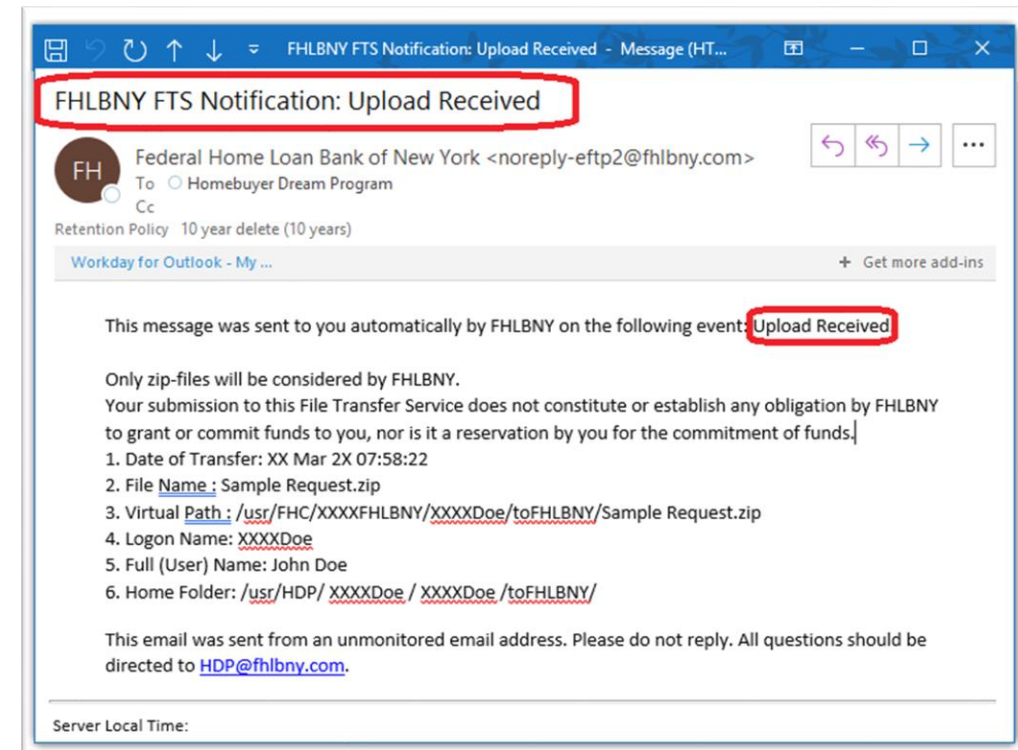 FHLBNY FTS Notification: Upload Received - Message (HT...
FHLBNY FTS Notification: Upload Received
FH
Federal Home Loan Bank of New York <noreply-eftp2@fhlbny.com>
To Homebuyer Dream Program
Cc
Retention Policy 10 year delete (10 years)
Workday for Outlook - My ... + Get more add-ins
This message was sent to you automatically by FHLBNY on the following event: Upload Received
Only zip-files will be considered by FHLBNY.
Your submission to this File Transfer Service does not constitute or establish any obligation by FHLBNY
to grant or commit funds to you, nor is it a reservation by you for the commitment of funds.
1. Date of Transfer: XX Mar 2X 07:58:22
2. File Name : Sample Request.zip
3. Virtual Path : /usr/FHC/XXXXFHLBNY/XXXXDoe/toFHLBNY/Sample Request.zip
4. Logon Name: XXXXDoe
5. Full (User) Name: John Doe
6. Home Folder: /usr/HDP/ XXXXDoe / XXXXDoe /toFHLBNY/
This email was sent from an unmonitored email address. Please do not reply. All questions should be
directed to HDP@fhlbny.com.
Server Local Time: